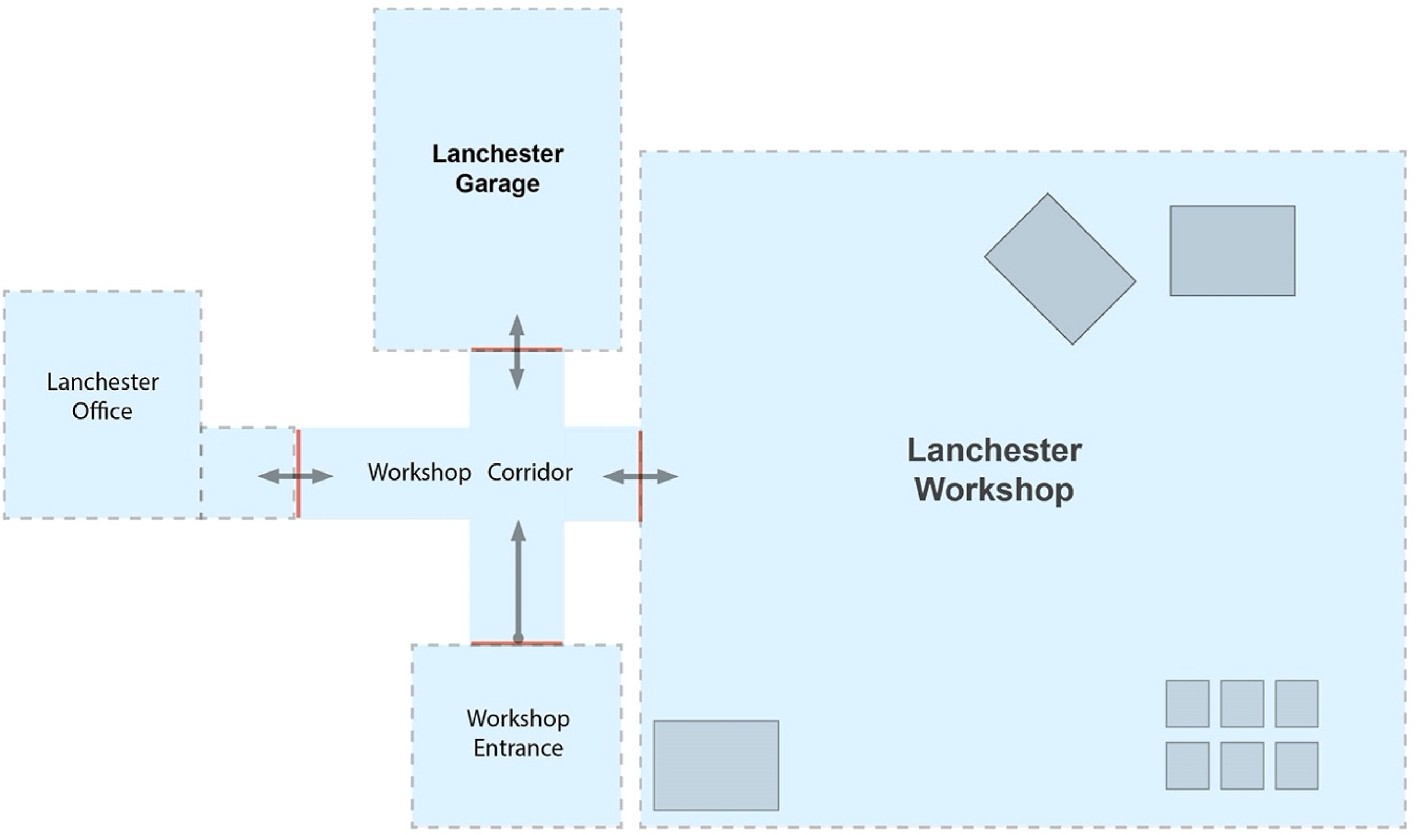 Lanchester
Garage
Lanchester
Office
Workshop Corridor
Lanchester
Workshop
Workshop
Entrance